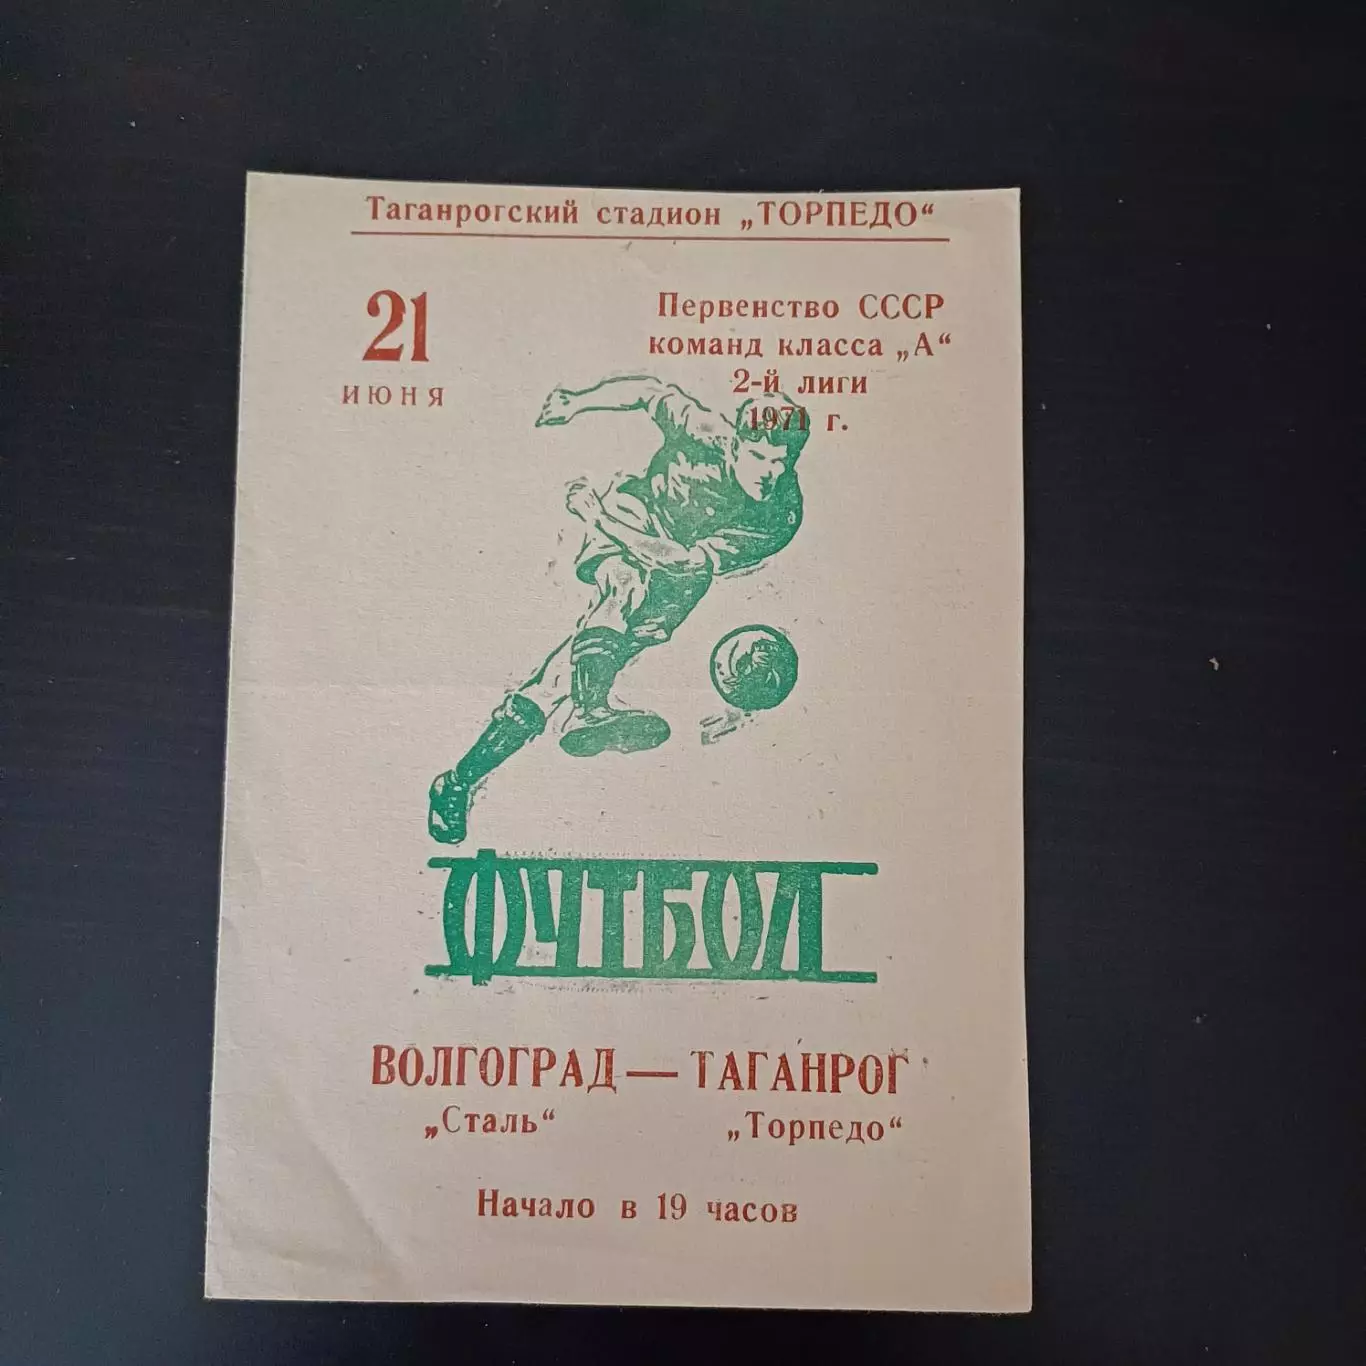 Таганрогский стадион „ТОРПЕДО“
21
ИЮНЯ
Первенство СССР
команд класса „А“
2-й лиги
1971 г.
ФУТБОЛ
ВОЛГОГРАД — ТАГАНРОГ
„Сталь“ „Торпедо“
Начало в 19 часов